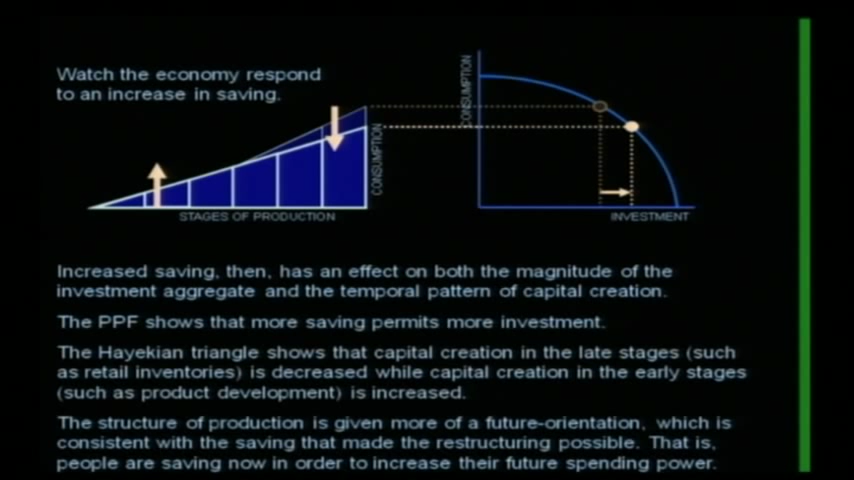 Watch the economy respond
to an increase in saving.
CONSUMPTION
STAGES OF PRODUCTION
CONSUMPTION
INVESTMENT
Increased saving, then, has an effect on both the magnitude of the
investment aggregate and the temporal pattern of capital creation.
The PPF shows that more saving permits more investment.
The Hayekian triangle shows that capital creation in the late stages (such
as retail inventories) is decreased while capital creation in the early stages
(such as product development) is increased.
The structure of production is given more of a future-orientation, which is
consistent with the saving that made the restructuring possible. That is,
people are saving now in order to increase their future spending power.